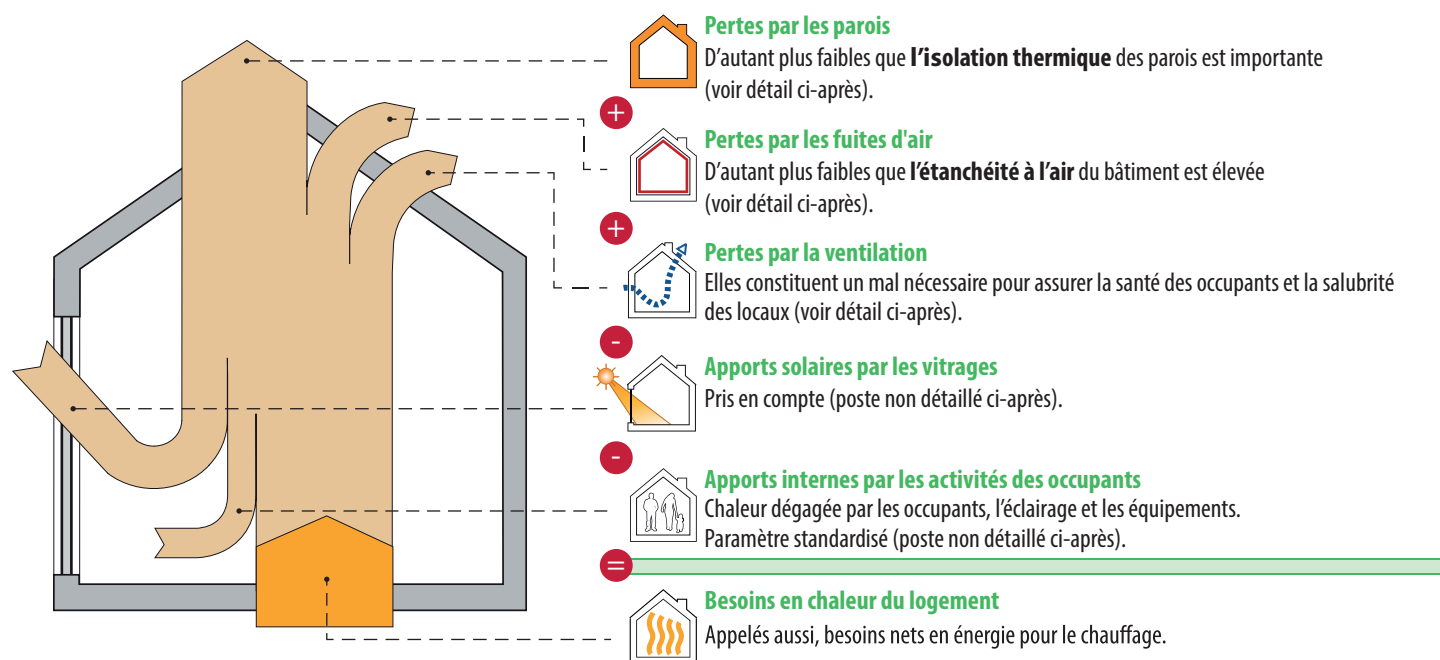 Pertes par les parois
D’autant plus faibles que l’isolation thermique des parois est importante
(voir détail ci-après).
+
Pertes par les fuites d'air
D’autant plus faibles que l’étanchéité à l’air du bâtiment est élevée
(voir détail ci-après).
+
Pertes par la ventilation
Elles constituent un mal nécessaire pour assurer la santé des occupants et la salubrité
des locaux (voir détail ci-après).
-
Apports solaires par les vitrages
Pris en compte (poste non détaillé ci-après).
-
Apports internes par les activités des occupants
Chaleur dégagée par les occupants, l’éclairage et les équipements.
Paramètre standardisé (poste non détaillé ci-après).
=
Besoins en chaleur du logement
Appelés aussi, besoins nets en énergie pour le chauffage.